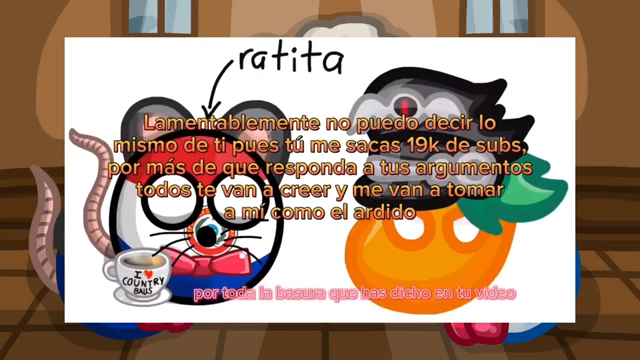 ratita
Lamentablemente no puedo decir lo
mismo de ti pues tú me sacas 19k de subs,
por más de que responda a tus argumentos
todos te van a creer y me van a tomar
a mí como el ardido
I ❤
COUNTRY
BALLS
por toda la basura que has dicho en tu video